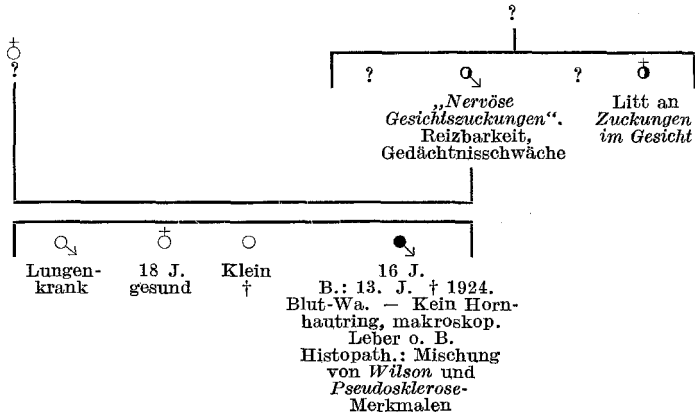 ?
?
?
?
„Nervöse
Gesichtszuckungen“.
Reizbarkeit,
Gedächtnisschwäche
Litt an
Zuckungen
im Gesicht
Lungen-
krank
18 J.
gesund
Klein
†
16 J.
B.: 13. J. † 1924.
Blut-Wa. — Kein Horn-
hautring, makroskop.
Leber o. B.
Histopath.: Mischung
von Wilson und
Pseudosklerose-
Merkmalen